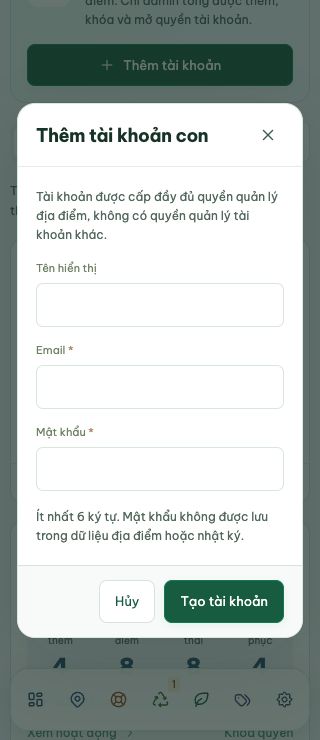 điểm. Chỉ admin tổng được thêm,
khóa và mở quyền tài khoản.
Thêm tài khoản
Thêm tài khoản con
Tài khoản được cấp đầy đủ quyền quản lý
địa điểm, không có quyền quản lý tài
khoản khác.
Tên hiển thị
Email *
Mật khẩu *
Ít nhất 6 ký tự. Mật khẩu không được lưu
trong dữ liệu địa điểm hoặc nhật ký.
Hủy
Tạo tài khoản
thêm
điểm
thái
phục
4 8 8 4
1
Xem hoạt động
Khóa quyền